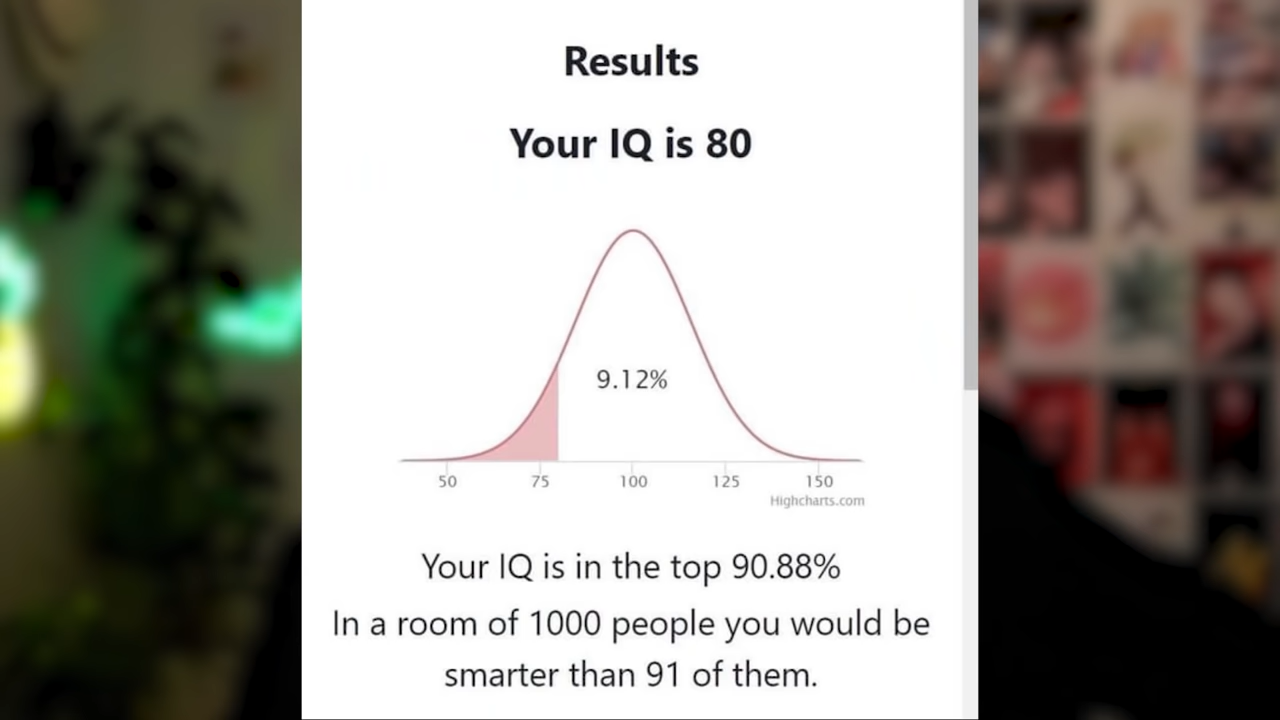 Results
Your IQ is 80
9.12%
50 75 100 125 150
Highcharts.com
Your IQ is in the top 90.88%
In a room of 1000 people you would be
smarter than 91 of them.